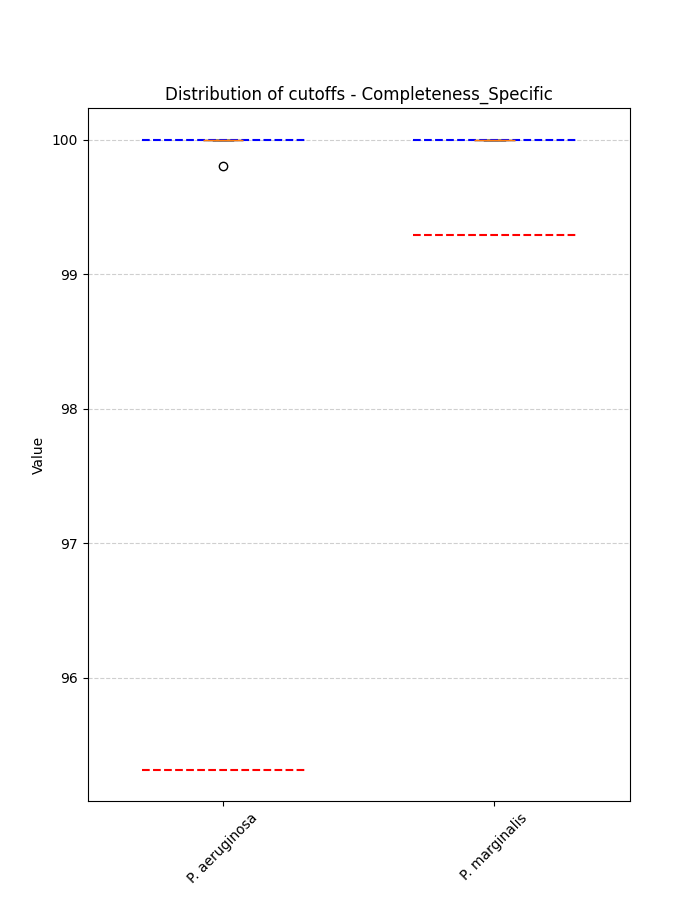 Distribution of cutoffs - Completeness_Specific
100
99
98
97
96
Value
P. aeruginosa
P. marginalis